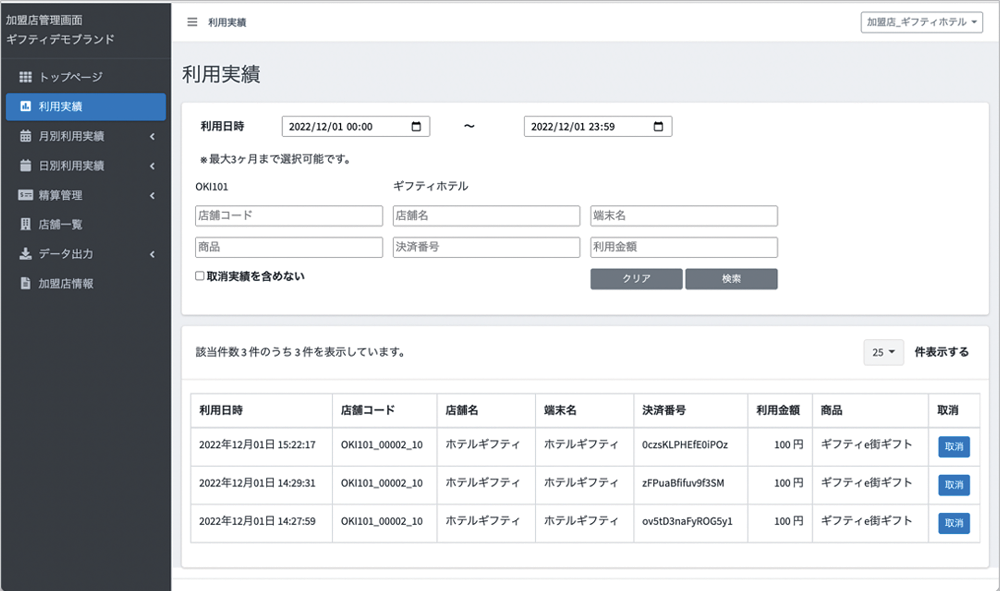 加盟店管理画面
ギフティデモブランド
トップページ
利用実績
月別利用実績
日別利用実績
精算管理
店舗一覧
データ出力
加盟店情報
利用実績
加盟店_ギフティホテル
利用実績
利用日時 2022/12/01 00:00 〜 2022/12/01 23:59
※最大3ヶ月まで選択可能です。
OKI101 ギフティホテル
店舗コード 店舗名 端末名
商品 決済番号 利用金額
取消実績を含めない クリア 検索
該当件数 3 件のうち 3 件を表示しています。 25 件表示する
利用日時 店舗コード 店舗名 端末名 決済番号 利用金額 商品 取消
2022年12月01日 15:22:17 OKI101_00002_10 ホテルギフティ ホテルギフティ 0czsKLPHEfE0iPOz 100 円 ギフティe街ギフト 取消
2022年12月01日 14:29:31 OKI101_00002_10 ホテルギフティ ホテルギフティ zFPuaBfifuv9f3SM 100 円 ギフティe街ギフト 取消
2022年12月01日 14:27:59 OKI101_00002_10 ホテルギフティ ホテルギフティ ov5tD3naFyROG5y1 100 円 ギフティe街ギフト 取消